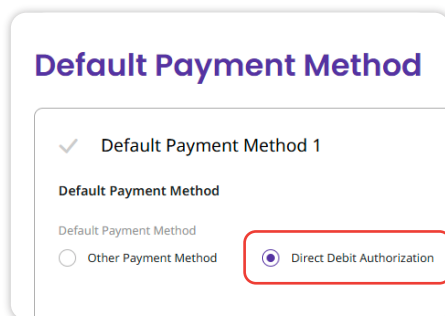 Default Payment Method
Default Payment Method 1
Default Payment Method
Default Payment Method
Other Payment Method Direct Debit Authorization